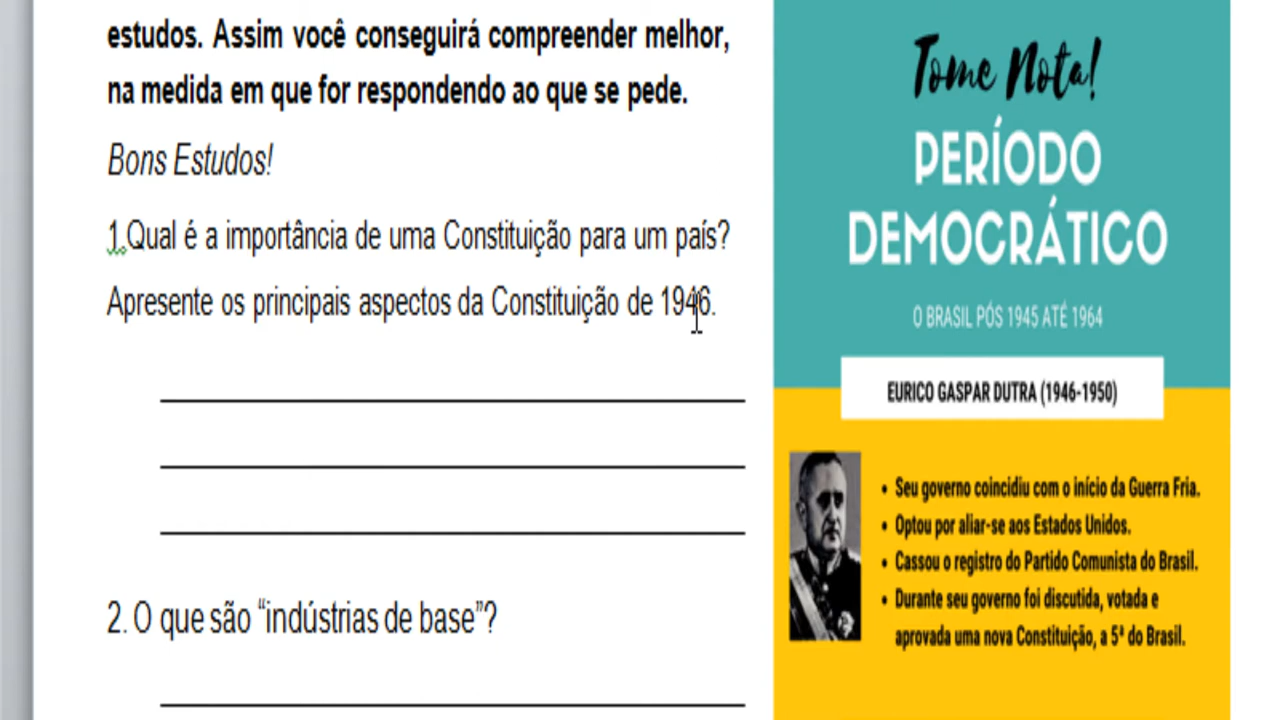 estudos. Assim você conseguirá compreender melhor,
na medida em que for respondendo ao que se pede.
Bons Estudos!
1.Qual é a importância de uma Constituição para um país?
Apresente os principais aspectos da Constituição de 1946.
2. O que são “indústrias de base”?
Tome Nota!
PERÍODO
DEMOCRÁTICO
O BRASIL PÓS 1945 ATÉ 1964
EURICO GASPAR DUTRA (1946-1950)
• Seu governo coincidiu com o início da Guerra Fria.
• Optou por aliar-se aos Estados Unidos.
• Cassou o registro do Partido Comunista do Brasil.
• Durante seu governo foi discutida, votada e
aprovada uma nova Constituição, a 5ª do Brasil.